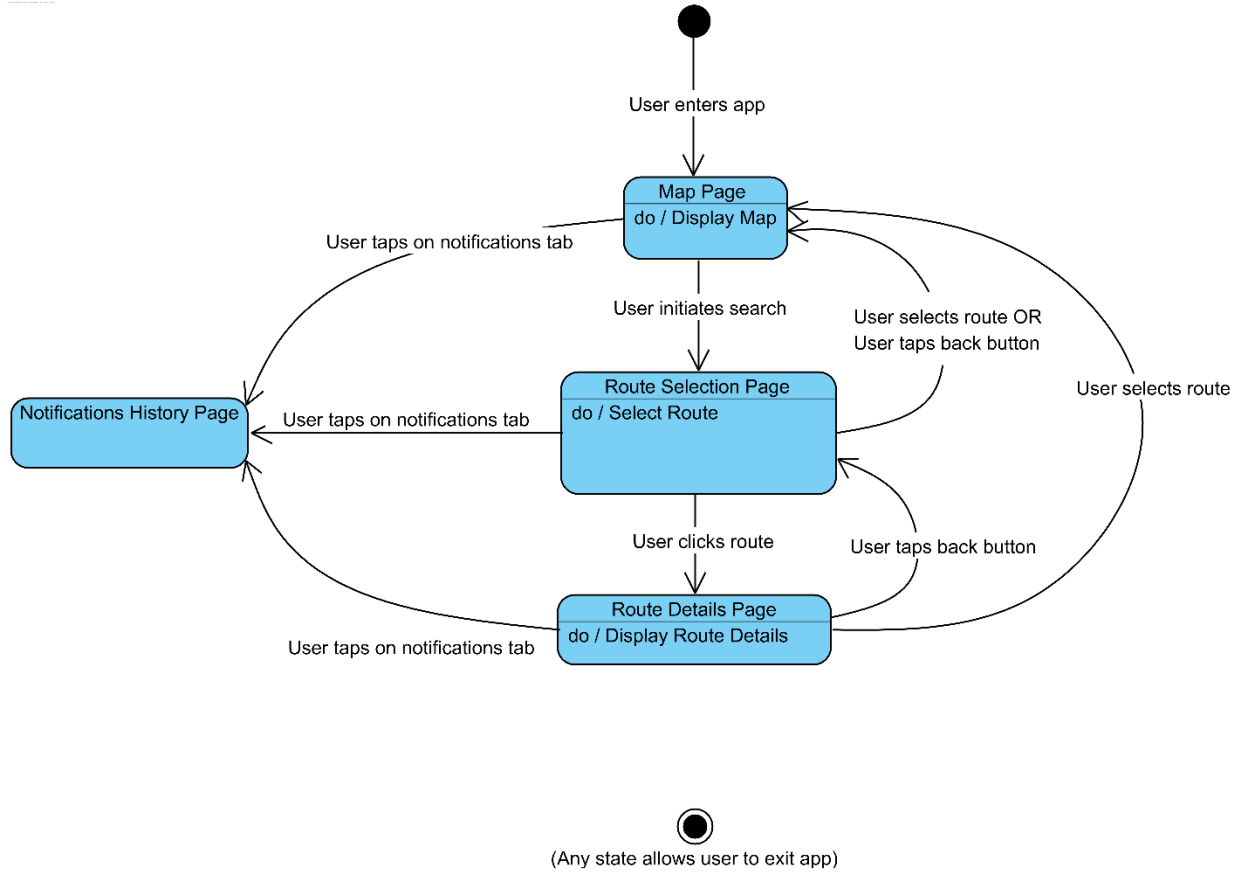 User enters app
Map Page
do / Display Map
User taps on notifications tab
User initiates search
User selects route OR
User taps back button
User selects route
Route Selection Page
do / Select Route
Notifications History Page
User taps on notifications tab
User clicks route
User taps back button
Route Details Page
do / Display Route Details
User taps on notifications tab
(Any state allows user to exit app)